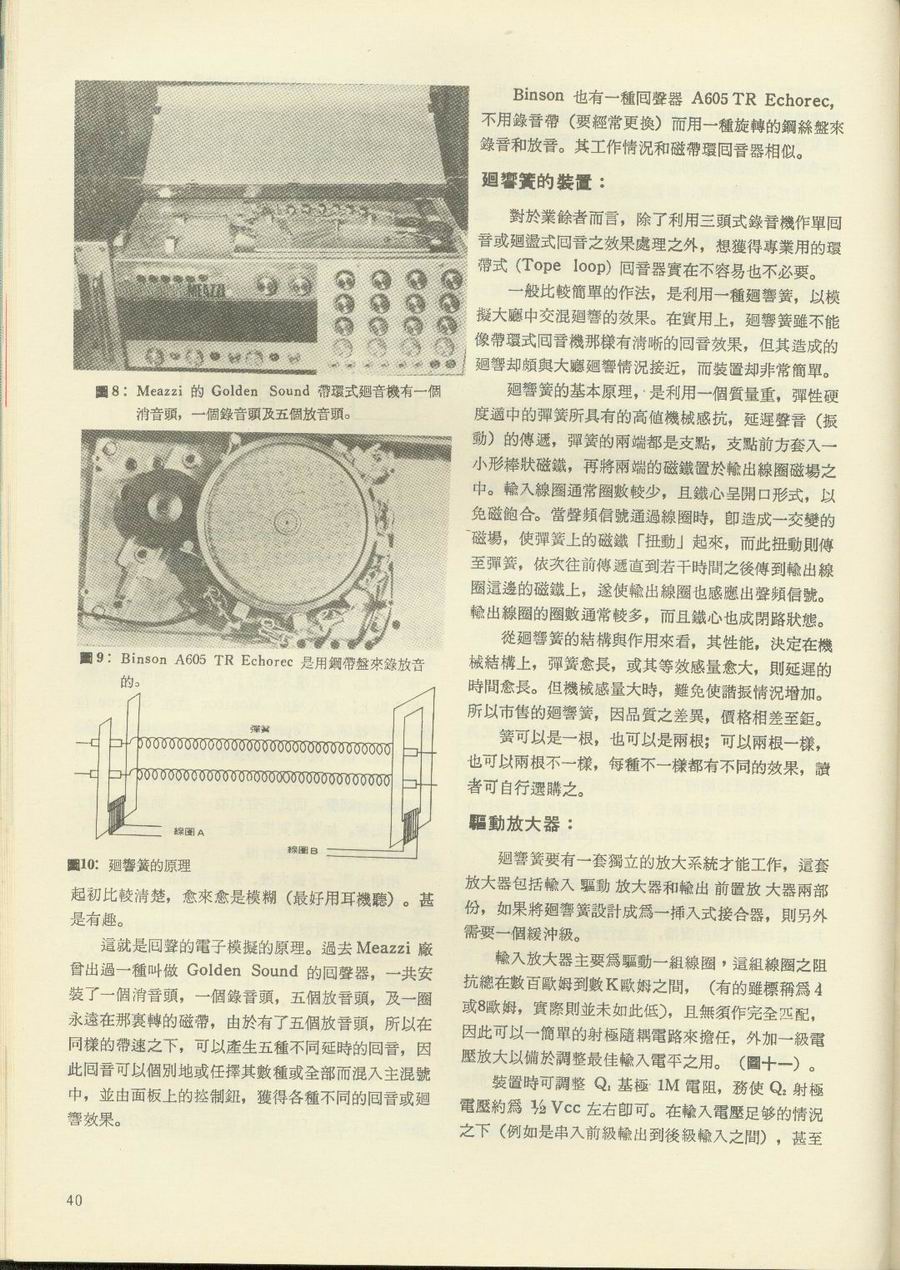 MEAZZI
圖8：Meazzi 的 Golden Sound 帶環式廻音機有一個
消音頭，一個錄音頭及五個放音頭。
圖9：Binson A605 TR Echorec 是用鋼帶盤來錄放音
的。
彈簧
線圈A
線圈B
圖10：廻響簧的原理
起初比較清楚，愈來愈是模糊（最好用耳機聽）。甚
是有趣。
這就是囘聲的電子模擬的原理。過去 Meazzi 廠
曾出過一種叫做 Golden Sound 的囘聲器，一共安
裝了一個消音頭，一個錄音頭，五個放音頭，及一圈
永遠在那裏轉的磁帶，由於有了五個放音頭，所以在
同樣的帶速之下，可以產生五種不同延時的囘音，因
此囘音可以個別地或任擇其數種或全部而混入主混號
中，並由面板上的控制鈕，獲得各種不同的囘音或廻
響效果。
Binson 也有一種囘聲器 A605 TR Echorec,
不用錄音帶（要經常更換）而用一種旋轉的鋼絲盤來
錄音和放音。其工作情況和磁帶環囘音器相似。
廻響簧的裝置：
對於業餘者而言，除了利用三頭式錄音機作單囘
音或廻盪式囘音之效果處理之外，想獲得專業用的環
帶式 (Tope loop) 囘音器實在不容易也不必要。
一般比較簡單的作法，是利用一種廻響簧，以模
擬大廳中交混廻響的效果。在實用上，廻響簧雖不能
像帶環式囘音機那樣有清晰的囘音效果，但其造成的
廻響却頗與大廳廻響情況接近，而裝置却非常簡單。
廻響簧的基本原理，是利用一個質量重，彈性硬
度適中的彈簧所具有的高值機械感抗，延遲聲音（振
動）的傳遞，彈簧的兩端都是支點，支點前方套入一
小形棒狀磁鐵，再將兩端的磁鐵置於輸出線圈磁場之
中。輸入線圈通常圈數較少，且鐵心呈開口形式，以
免磁飽合。當聲頻信號通過線圈時，卽造成一交變的
磁場，使彈簧上的磁鐵「扭動」起來，而此扭動則傳
至彈簧，依次往前傳遞直到若干時間之後傳到輸出線
圈這邊的磁鐵上，遂使輸出線圈也感應出聲頻信號。
輸出線圈的圈數通常較多，而且鐵心也成閉路狀態。
從廻響簧的結構與作用來看，其性能，決定在機
械結構上，彈簧愈長，或其等效感量愈大，則延遲的
時間愈長。但機械感量大時，難免使諧振情況增加。
所以市售的廻響簧，因品質之差異，價格相差至鉅。
簧可以是一根，也可以是兩根；可以兩根一樣，
也可以兩根不一樣，每種不一樣都有不同的效果，讀
者可自行選購之。
驅動放大器：
廻響簧要有一套獨立的放大系統才能工作，這套
放大器包括輸入 驅動 放大器和輸出 前置放 大器兩部
份，如果將廻響簧設計成爲一揷入式接合器，則另外
需要一個緩沖級。
輸入放大器主要爲驅動一組線圈，這組線圈之阻
抗總在數百歐姆到數K歐姆之間，（有的雖標稱爲 4
或8歐姆，實際則並未如此低），且無須作完全匹配，
因此可以一簡單的射極隨耦電路來擔任，外加一級電
壓放大以備於調整最佳輸入電平之用。（圖十一）。
裝置時可調整 Q₁ 基極 1M 電阻，務使 Q₂ 射極
電壓約爲 ½ Vcc 左右卽可。在輸入電壓足够的情況
之下（例如是串入前級輸出到後級輸入之間），甚至
40